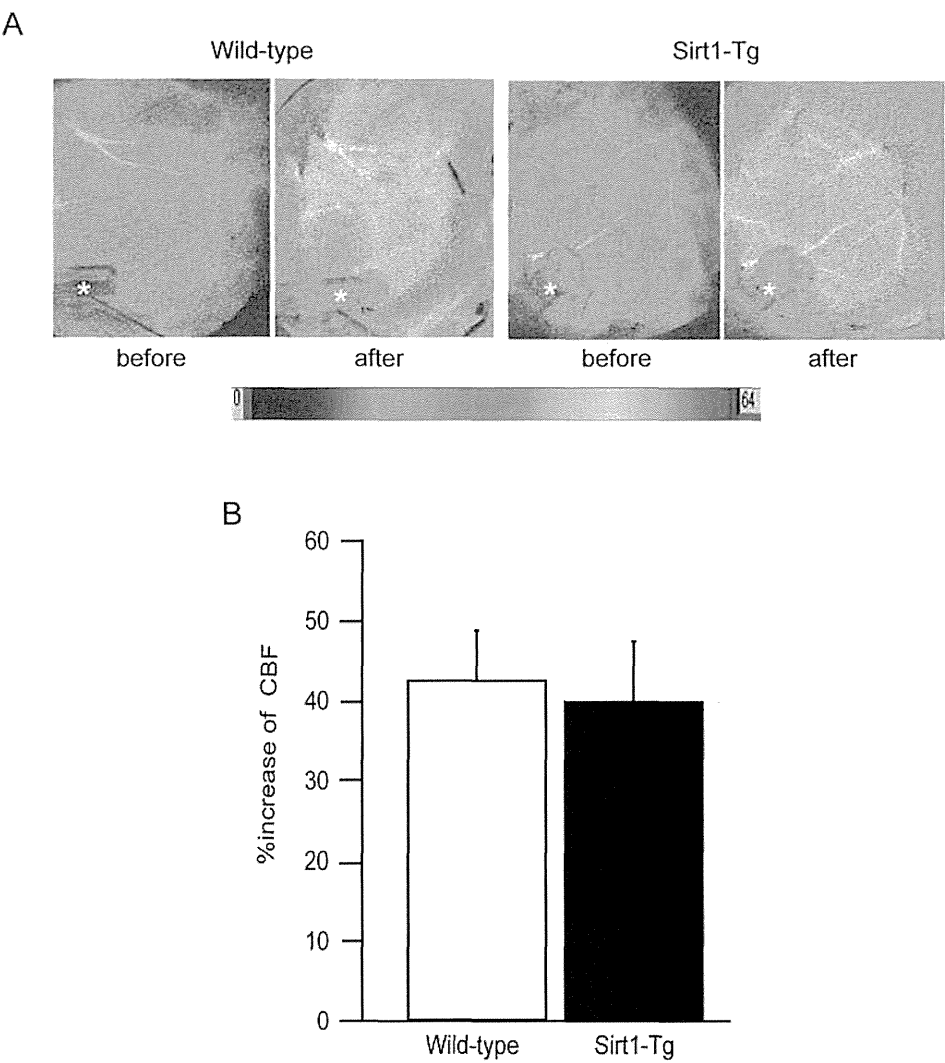 A
Wild-type Sirt1-Tg
* * * *
before after before after
0 64
B
60
50
40
30
20
10
0
%increase of CBF
Wild-type Sirt1-Tg